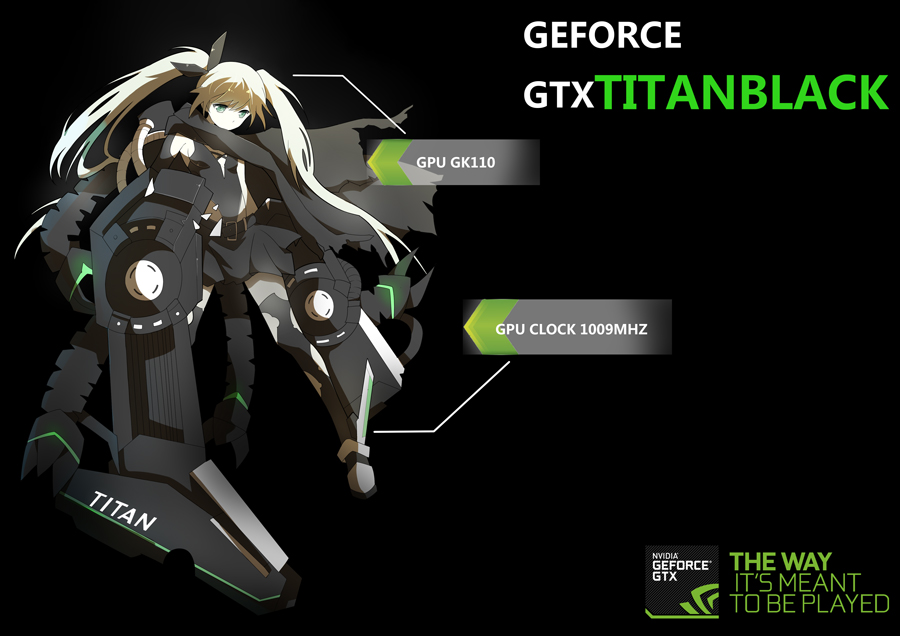 GEFORCE
GTXTITANBLACK
GPU GK110
GPU CLOCK 1009MHZ
TITAN
NVIDIA
GEFORCE
GTX
THE WAY
IT'S MEANT
TO BE PLAYED